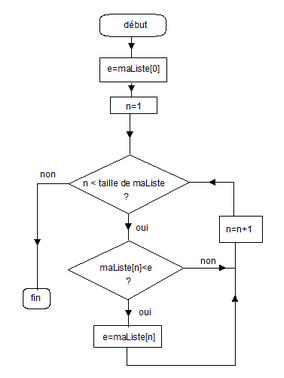 début
e=maListe[0]
n=1
non
n < taille de maListe
?
oui
n=n+1
maListe[n]<e
?
non
fin
oui
e=maListe[n]